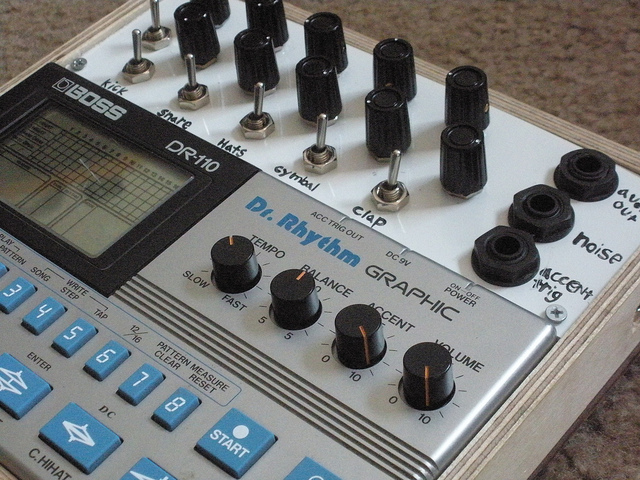 kick
snare
Hats
cymbal
clap
noise
ACCENT
trig
BOSS
DR-110
Dr. Rhythm
GRAPHIC
ACC TRIG OUT
DC 9V
ON OFF
POWER
TEMPO
SLOW
FAST
BALANCE
5
5
ACCENT
0
10
VOLUME
0
10
PLAY
PATTERN
SONG
WRITE
STEP
TAP
12/16
PATTERN MEASURE
CLEAR RESET
3
4
5
6
7
8
ENTER
DC
START
C.HIHAT